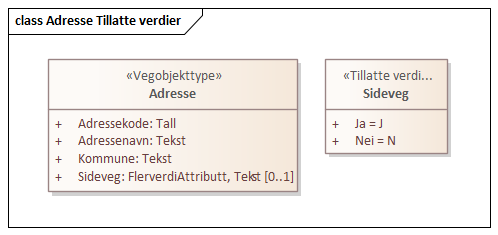 class Adresse Tillatte verdier
«Vegobjekttype»
Adresse
+ Adressekode: Tall
+ Adressenavn: Tekst
+ Kommune: Tekst
+ Sideveg: FlerverdiAttributt, Tekst [0..1]
«Tillatte verdi...
Sideveg
+ Ja = J
+ Nei = N